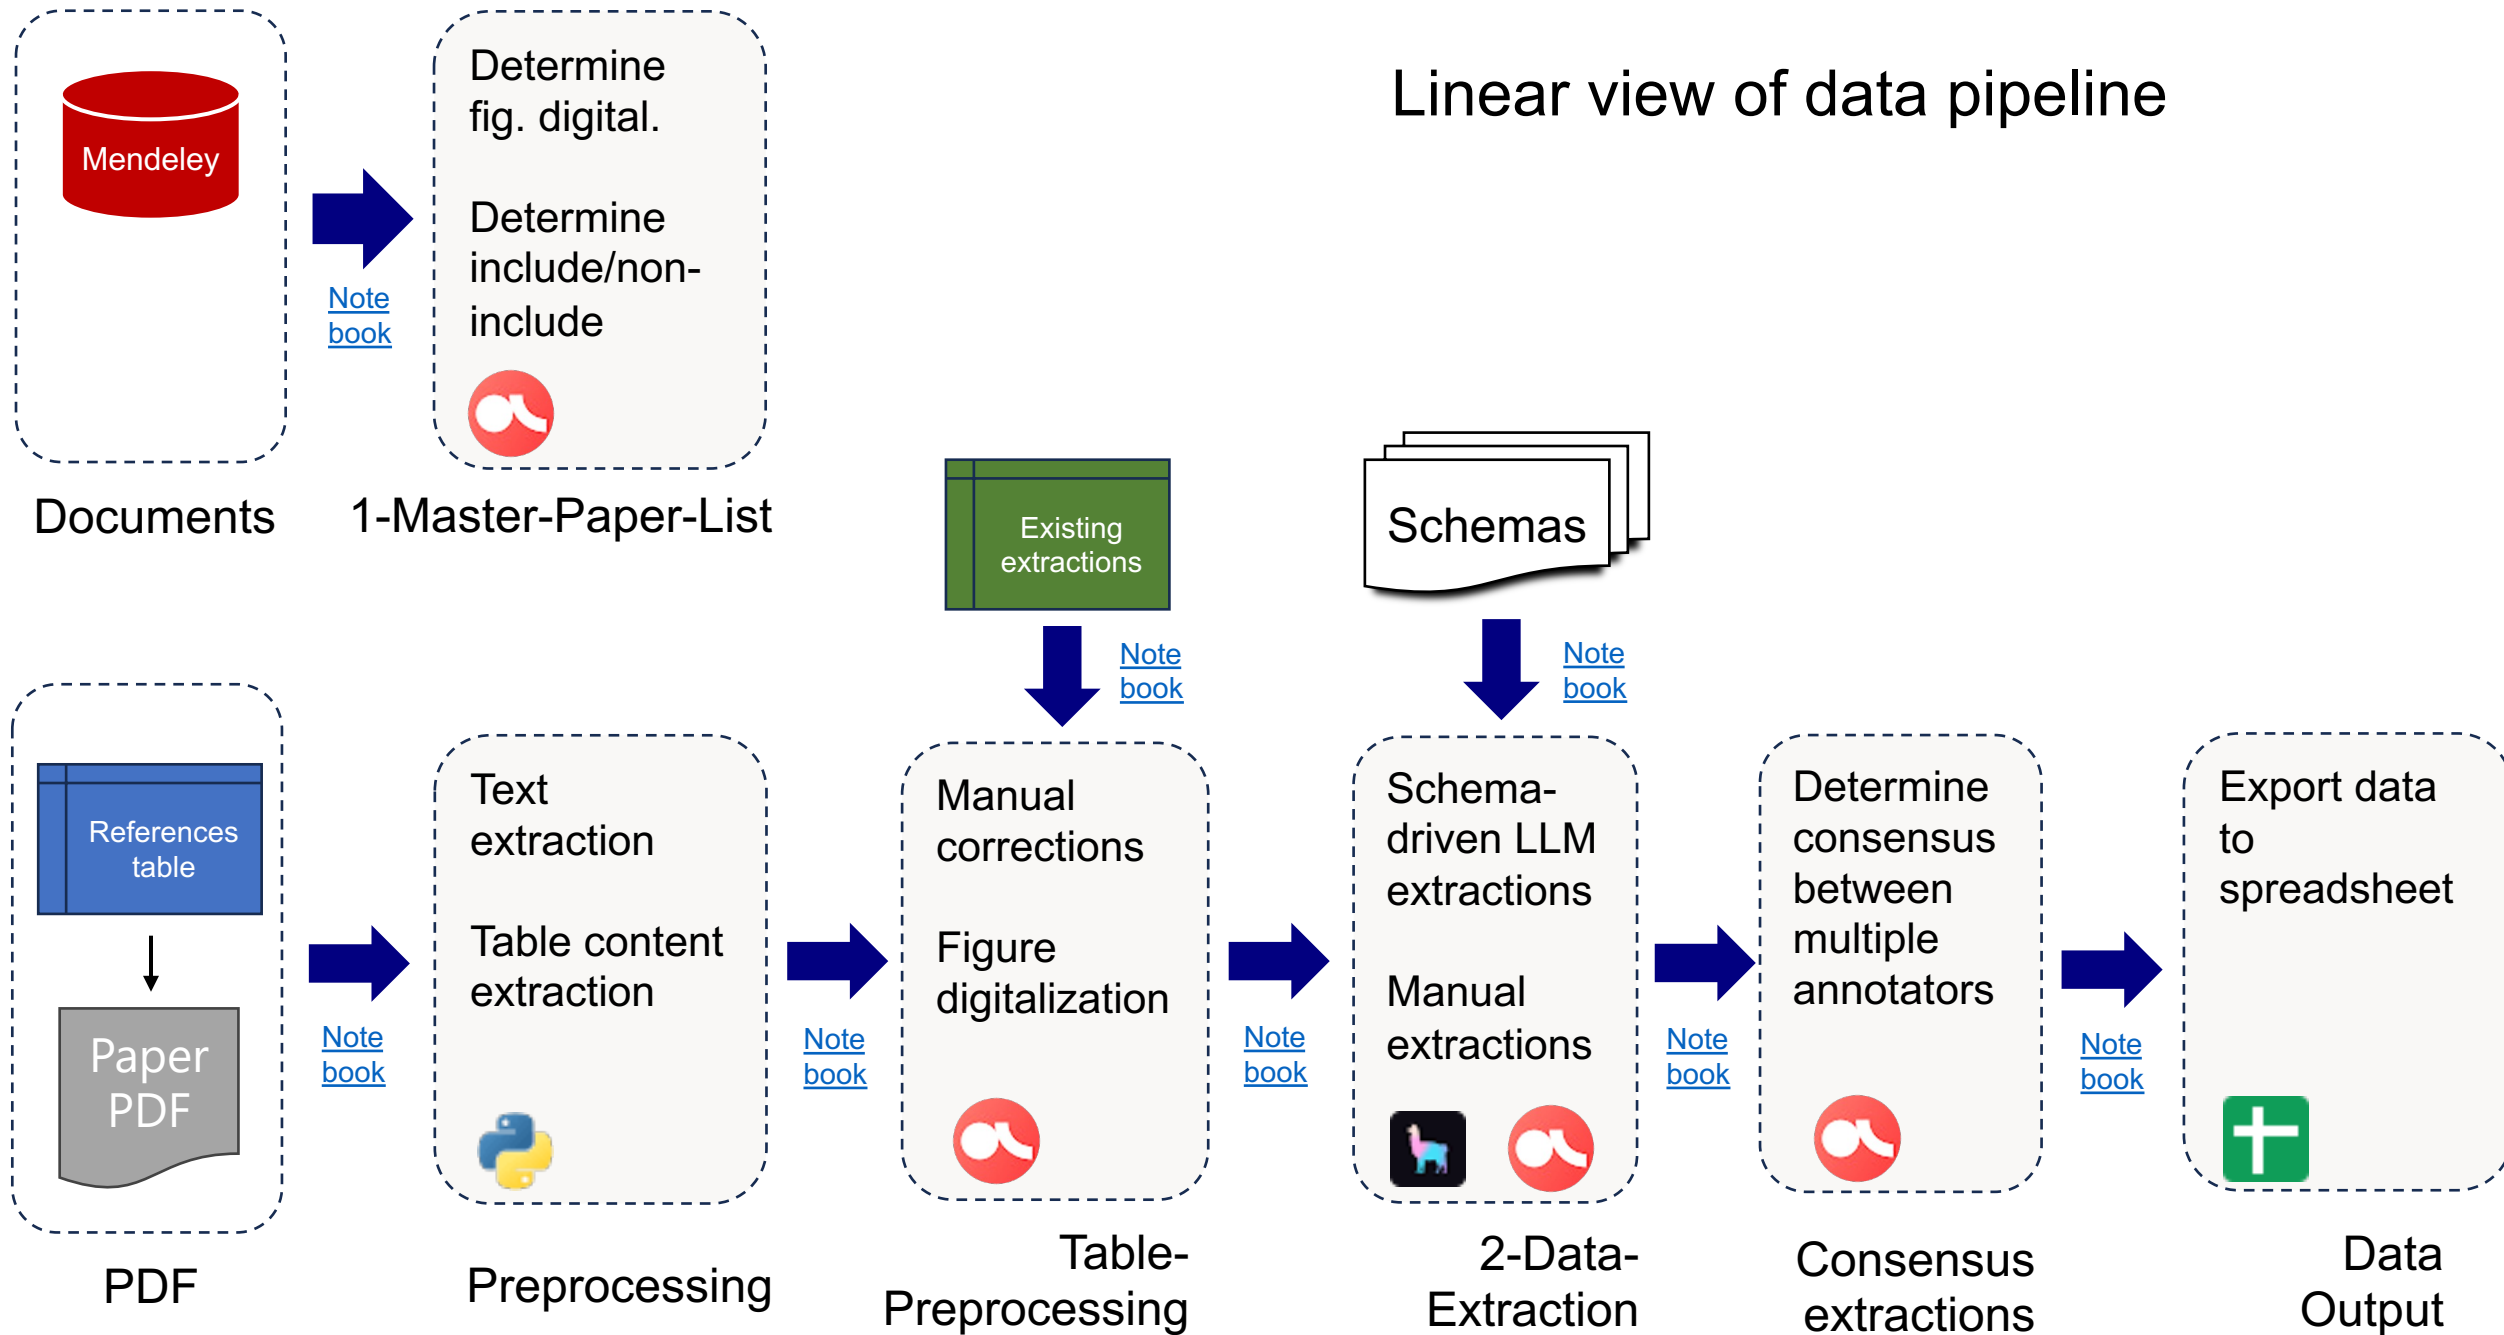 Linear view of data pipeline
Mendeley
Note
book
Determine
fig. digital.
Determine
include/non-
include
Documents
1-Master-Paper-List
Existing
extractions
Note
book
Schemas
Note
book
References
table
Paper
PDF
Note
book
PDF
Text
extraction
Table content
extraction
Preprocessing
Note
book
Manual
corrections
Figure
digitalization
Table-
Preprocessing
Note
book
Schema-
driven LLM
extractions
Manual
extractions
2-Data-
Extraction
Note
book
Determine
consensus
between
multiple
annotators
Consensus
extractions
Note
book
Export data
to
spreadsheet
Data
Output